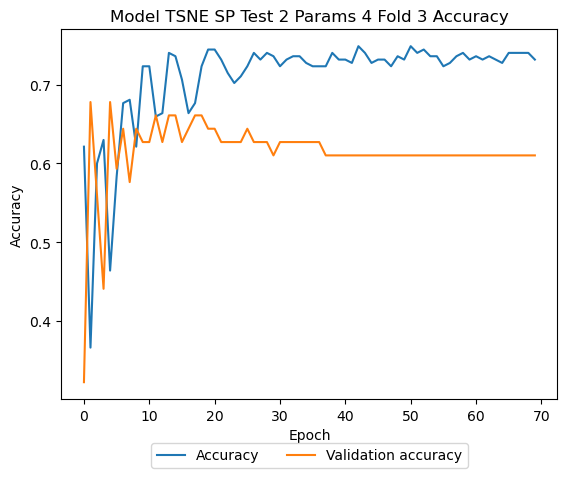 Model TSNE SP Test 2 Params 4 Fold 3 Accuracy
Accuracy
0.7
0.6
0.5
0.4
0 10 20 30 40 50 60 70
Epoch
Accuracy Validation accuracy